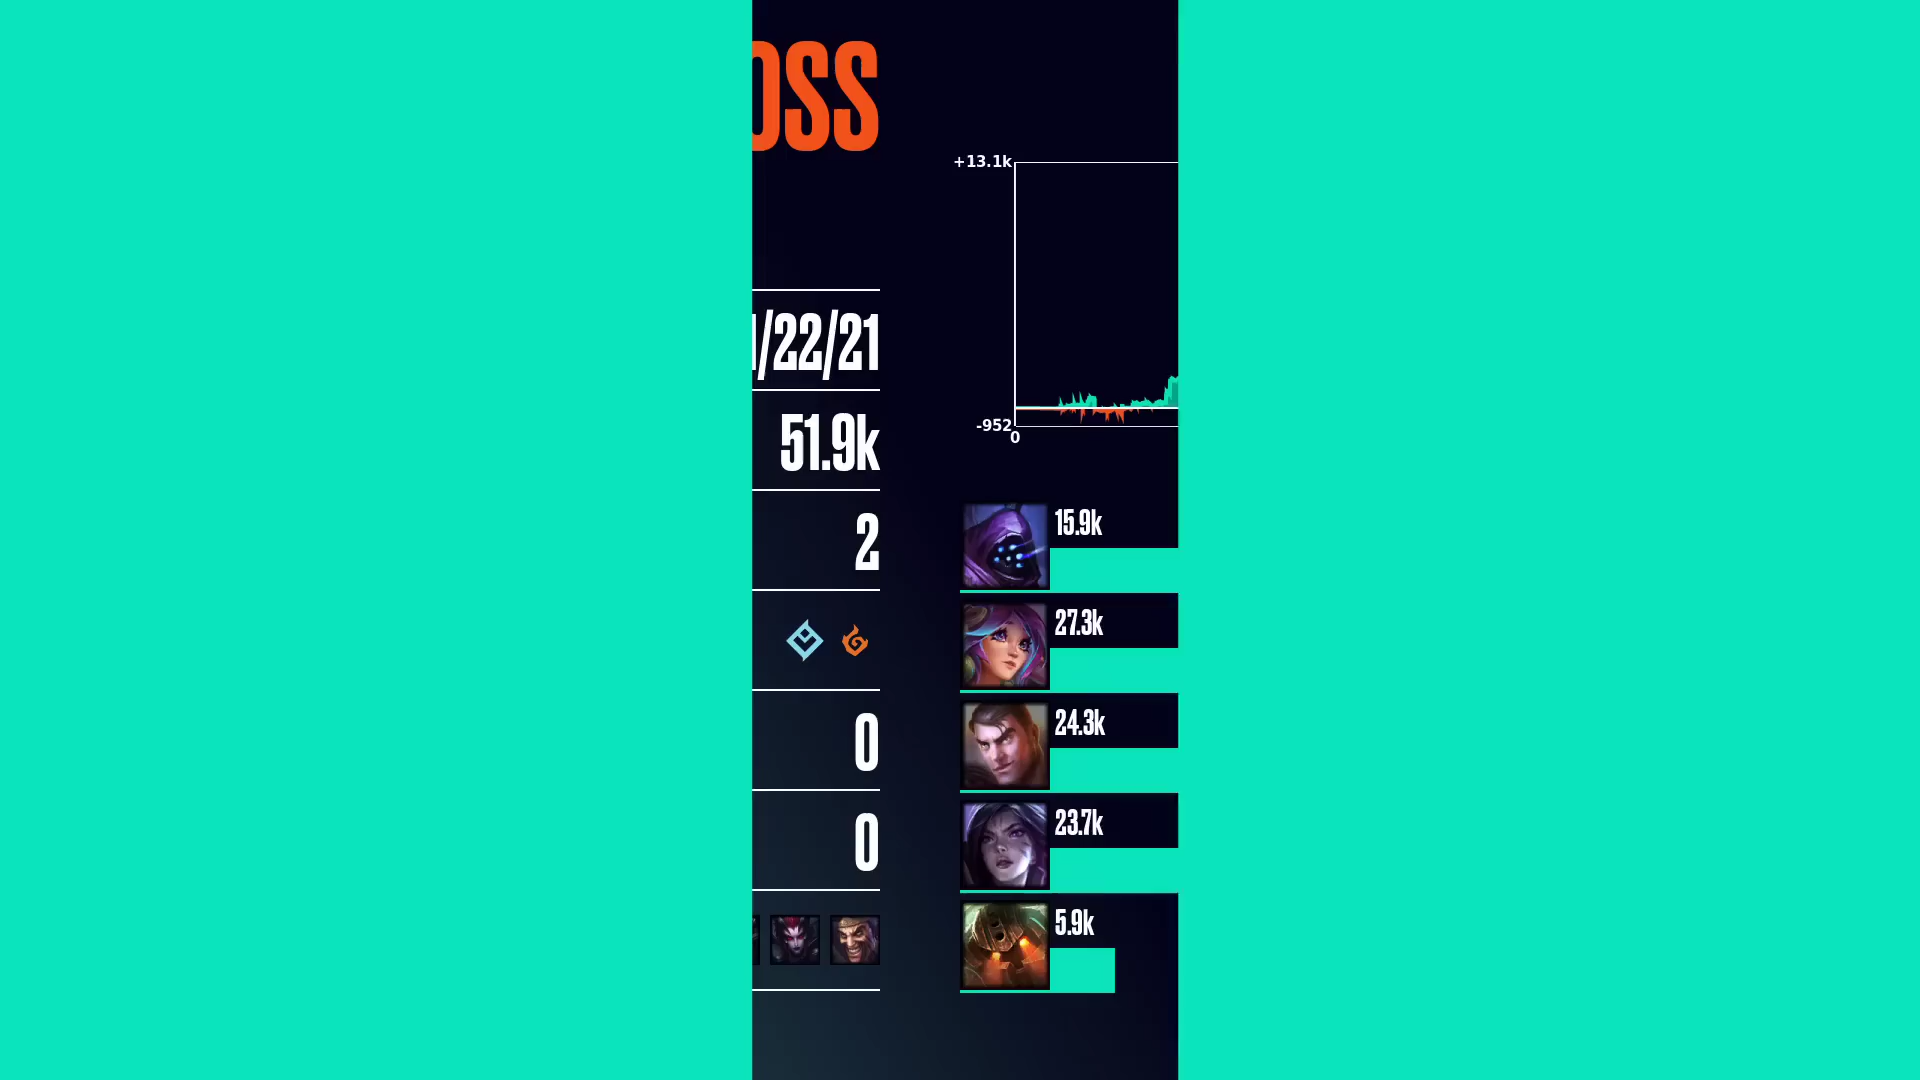 OSS
+13.1k
1/22/21
51.9k
-952
0
2
15.9k
27.3k
0
24.3k
0
23.7k
5.9k